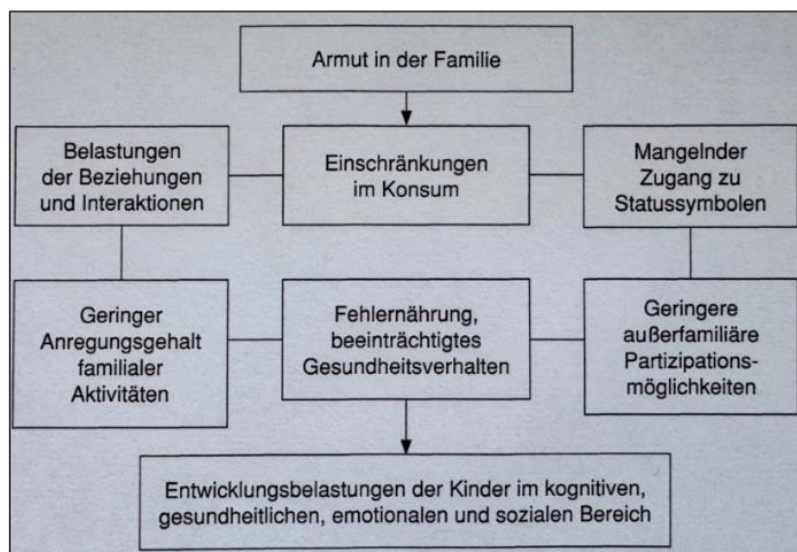 Armut in der Familie
Belastungen
der Beziehungen
und Interaktionen
Einschränkungen
im Konsum
Mangelnder
Zugang zu
Statussymbolen
Geringer
Anregungsgehalt
familialer
Aktivitäten
Fehlernährung,
beeinträchtigtes
Gesundheitsverhalten
Geringere
außerfamiliäre
Partizipations-
möglichkeiten
Entwicklungsbelastungen der Kinder im kognitiven,
gesundheitlichen, emotionalen und sozialen Bereich